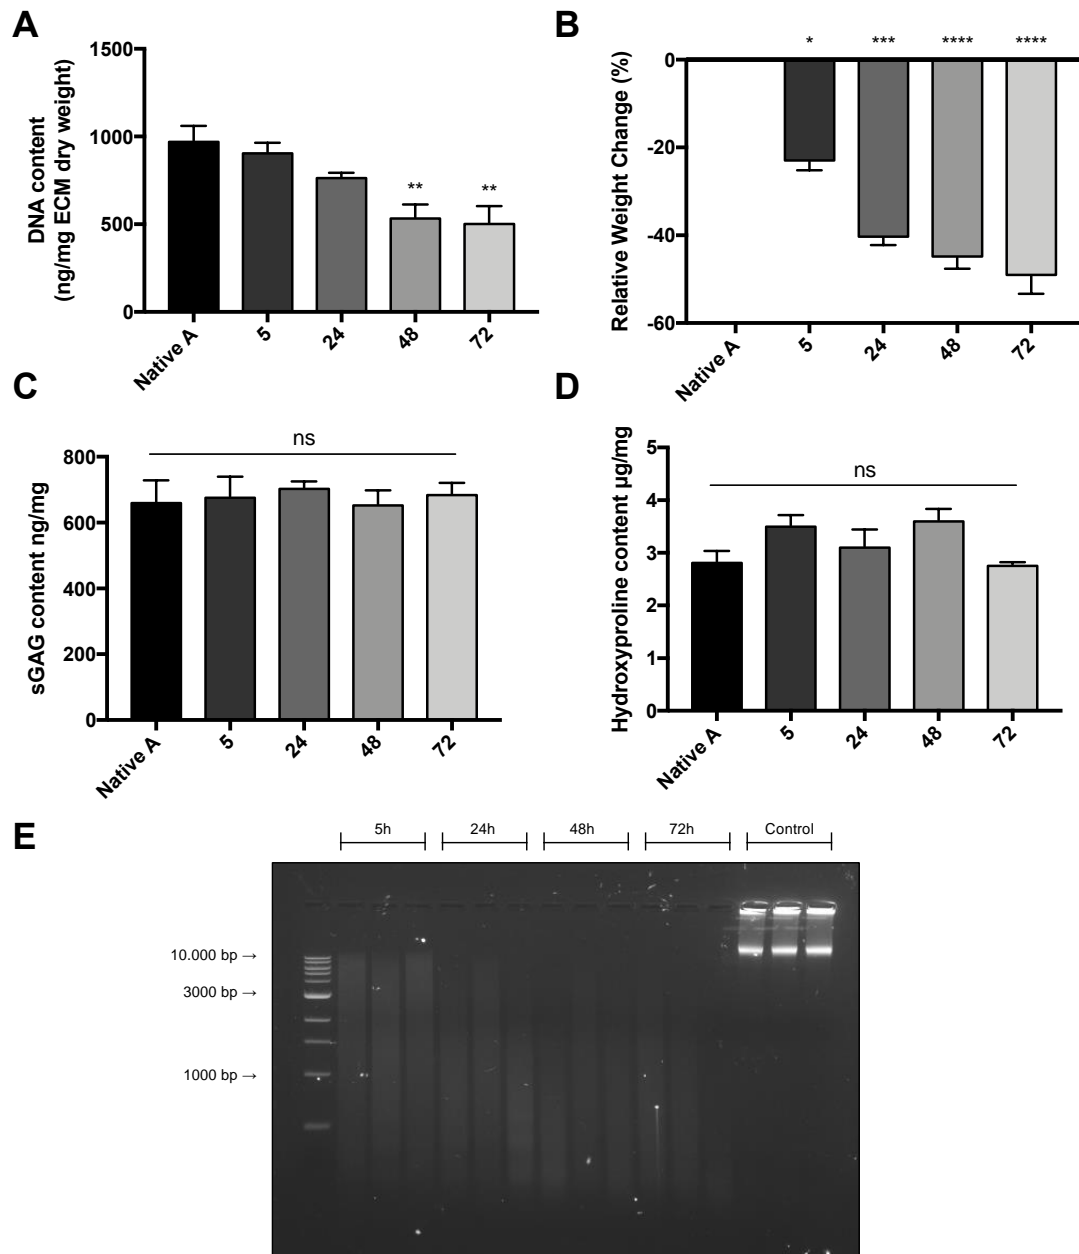 A
DNA content
(ng/mg ECM dry weight)
1500
1000
500
0
** **
Native A 5 24 48 72
B
Relative Weight Change (%)
* *** **** ****
0
-20
-40
-60
Native A 5 24 48 72
C
sGAG content ng/mg
ns
800
600
400
200
0
Native A 5 24 48 72
D
Hydroxyproline content µg/mg
ns
5
4
3
2
1
0
Native A 5 24 48 72
E
5h 24h 48h 72h Control
10.000 bp →
3000 bp →
1000 bp →